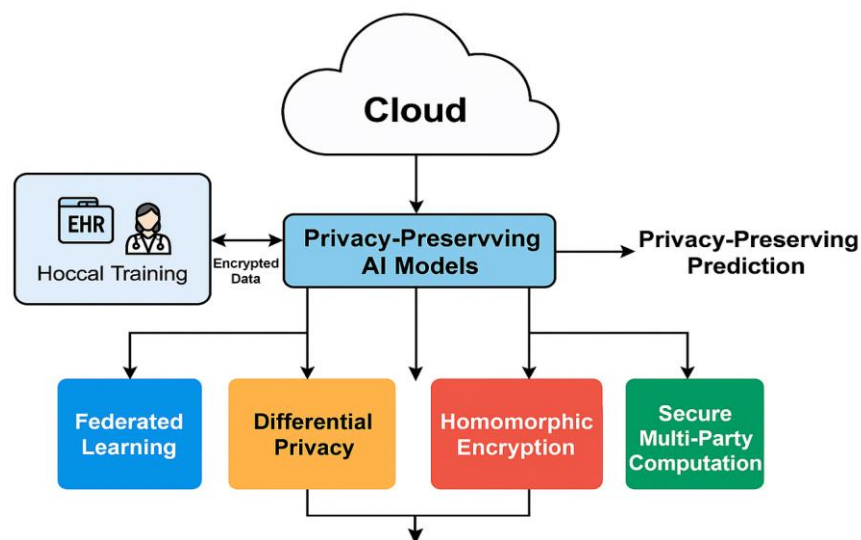 Cloud
EHR
Hoccal Training
Encrypted
Data
Privacy-Preservving
AI Models
Privacy-Preserving
Prediction
Federated
Learning
Differential
Privacy
Homomorphic
Encryption
Secure
Multi-Party
Computation